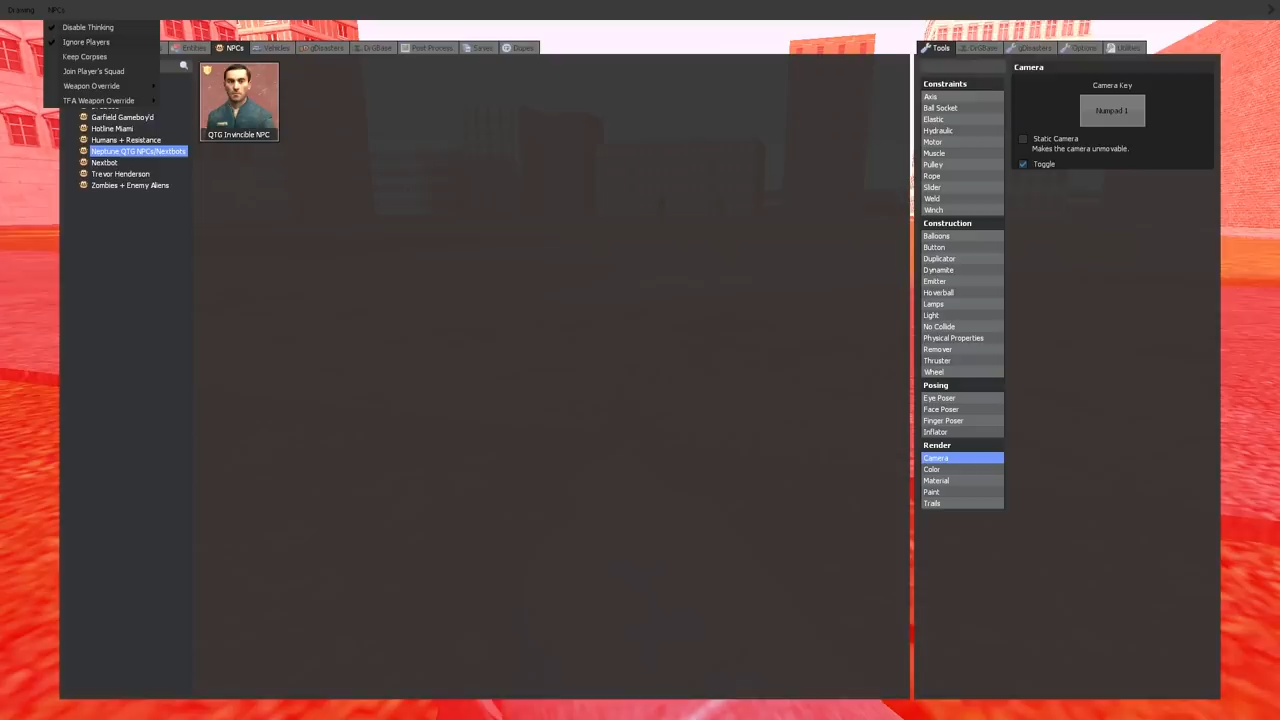 Drawing NPCs
Disable Thinking
Ignore Players
Keep Corpses
Join Player's Squad
Weapon Override
TFA Weapon Override
Entities NPCs Vehicles gDisasters DrGBase Post Process Saves Dupes
Garfield Gameboy'd
Hotline Miami
Humans + Resistance
Neptune QTG NPCs/Nextbots
Nextbot
Trevor Henderson
Zombies + Enemy Aliens
QTG Invincible NPC
Tools DrGBase gDisasters Options Utilities
Constraints
Axis
Ball Socket
Elastic
Hydraulic
Motor
Muscle
Pulley
Rope
Slider
Weld
Winch
Construction
Balloons
Button
Duplicator
Dynamite
Emitter
Hoverball
Lamps
Light
No Collide
Physical Properties
Remover
Thruster
Wheel
Posing
Eye Poser
Face Poser
Finger Poser
Inflator
Render
Camera
Color
Material
Paint
Trails
Camera
Camera Key
Numpad 1
Static Camera
Makes the camera unmovable.
Toggle